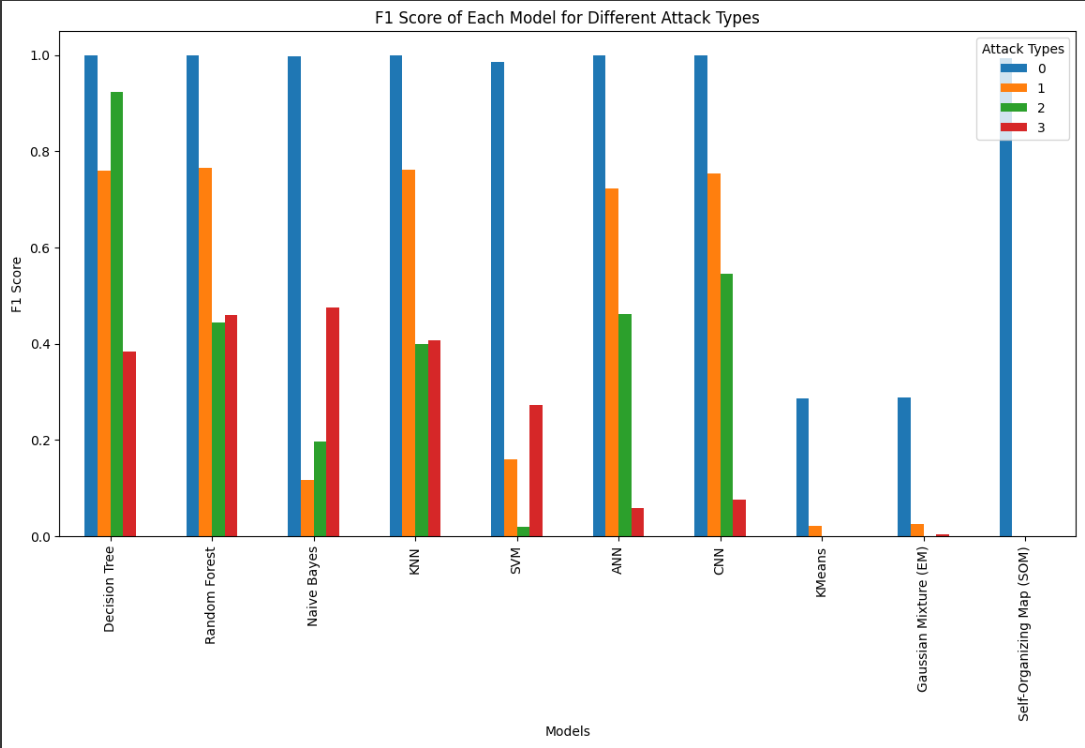 F1 Score of Each Model for Different Attack Types
Attack Types
0
1
2
3
F1 Score
1.0
0.8
0.6
0.4
0.2
0.0
Decision Tree
Random Forest
Naive Bayes
KNN
SVM
ANN
CNN
KMeans
Gaussian Mixture (EM)
Self-Organizing Map (SOM)
Models